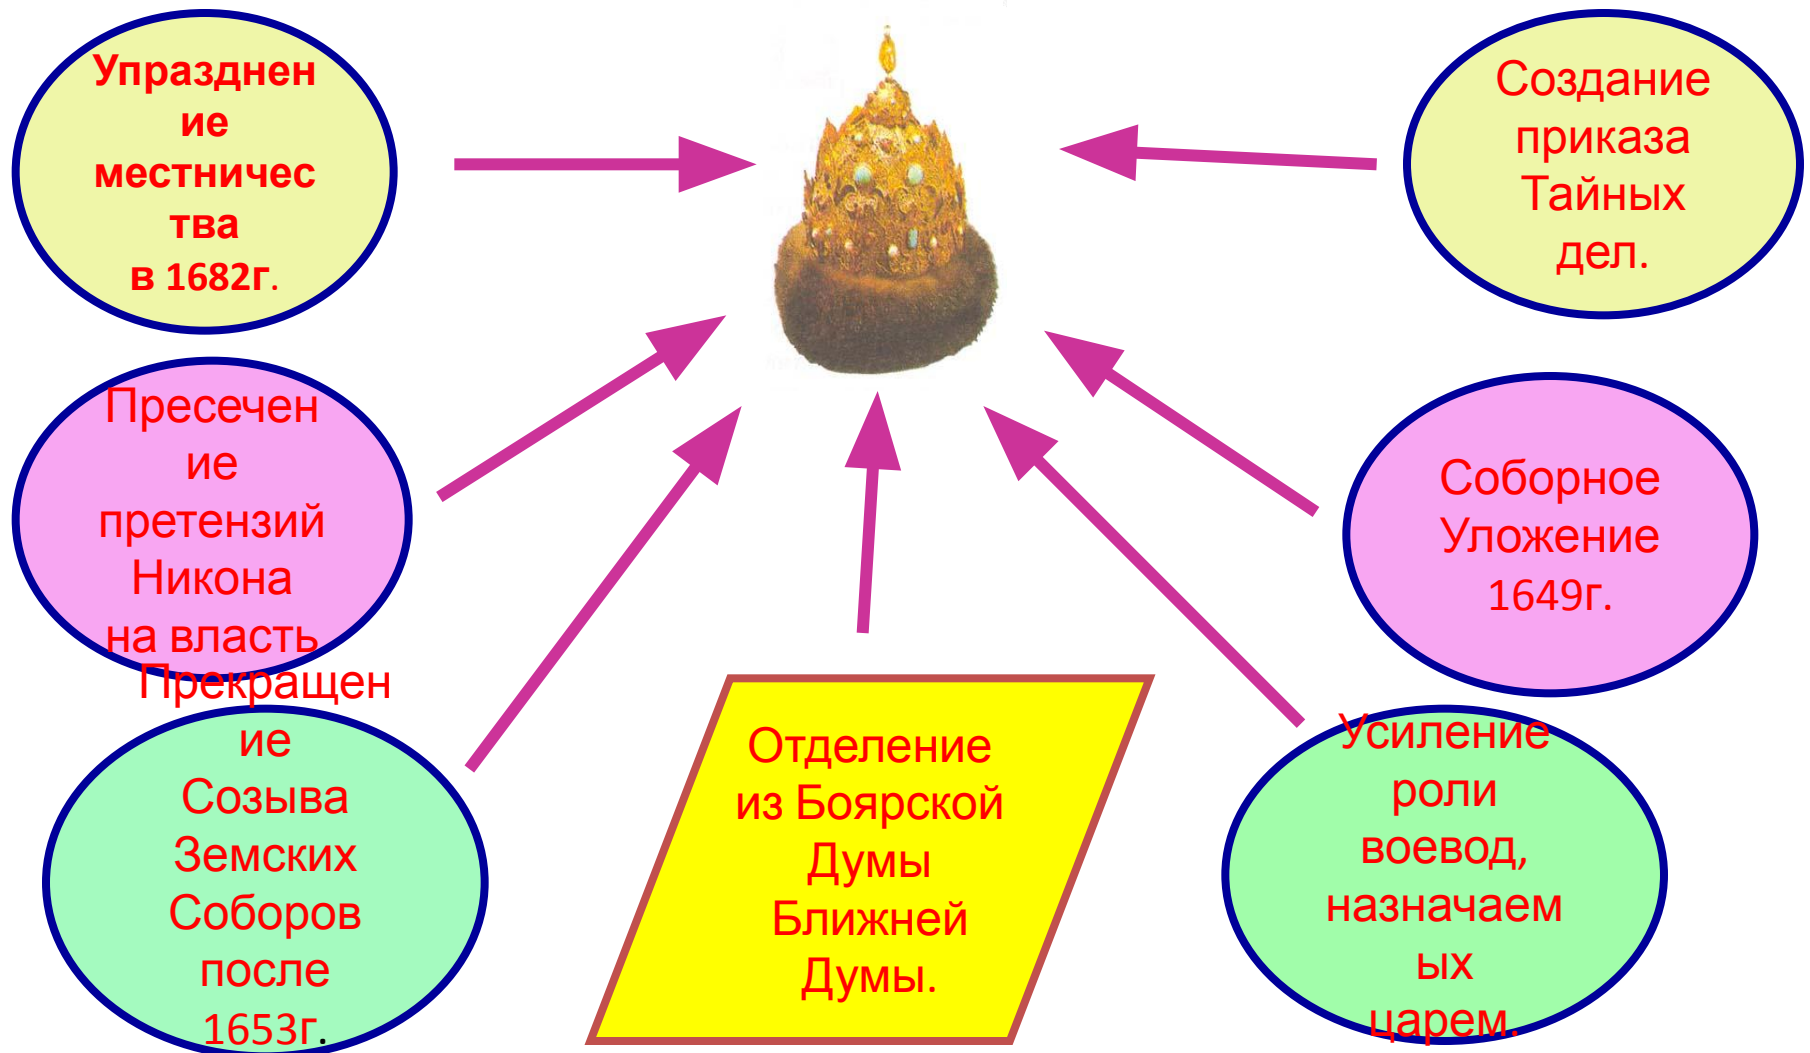 Упразднен
ие
местничес
тва
в 1682г.
Создание
приказа
Тайных
дел.
Пресечен
ие
претензий
Никона
на власть
Соборное
Уложение
1649г.
Прекращен
ие
Созыва
Земских
Соборов
после
1653г.
Отделение
из Боярской
Думы
Ближней
Думы.
Усиление
роли
воевод,
назначаем
ых
царем.